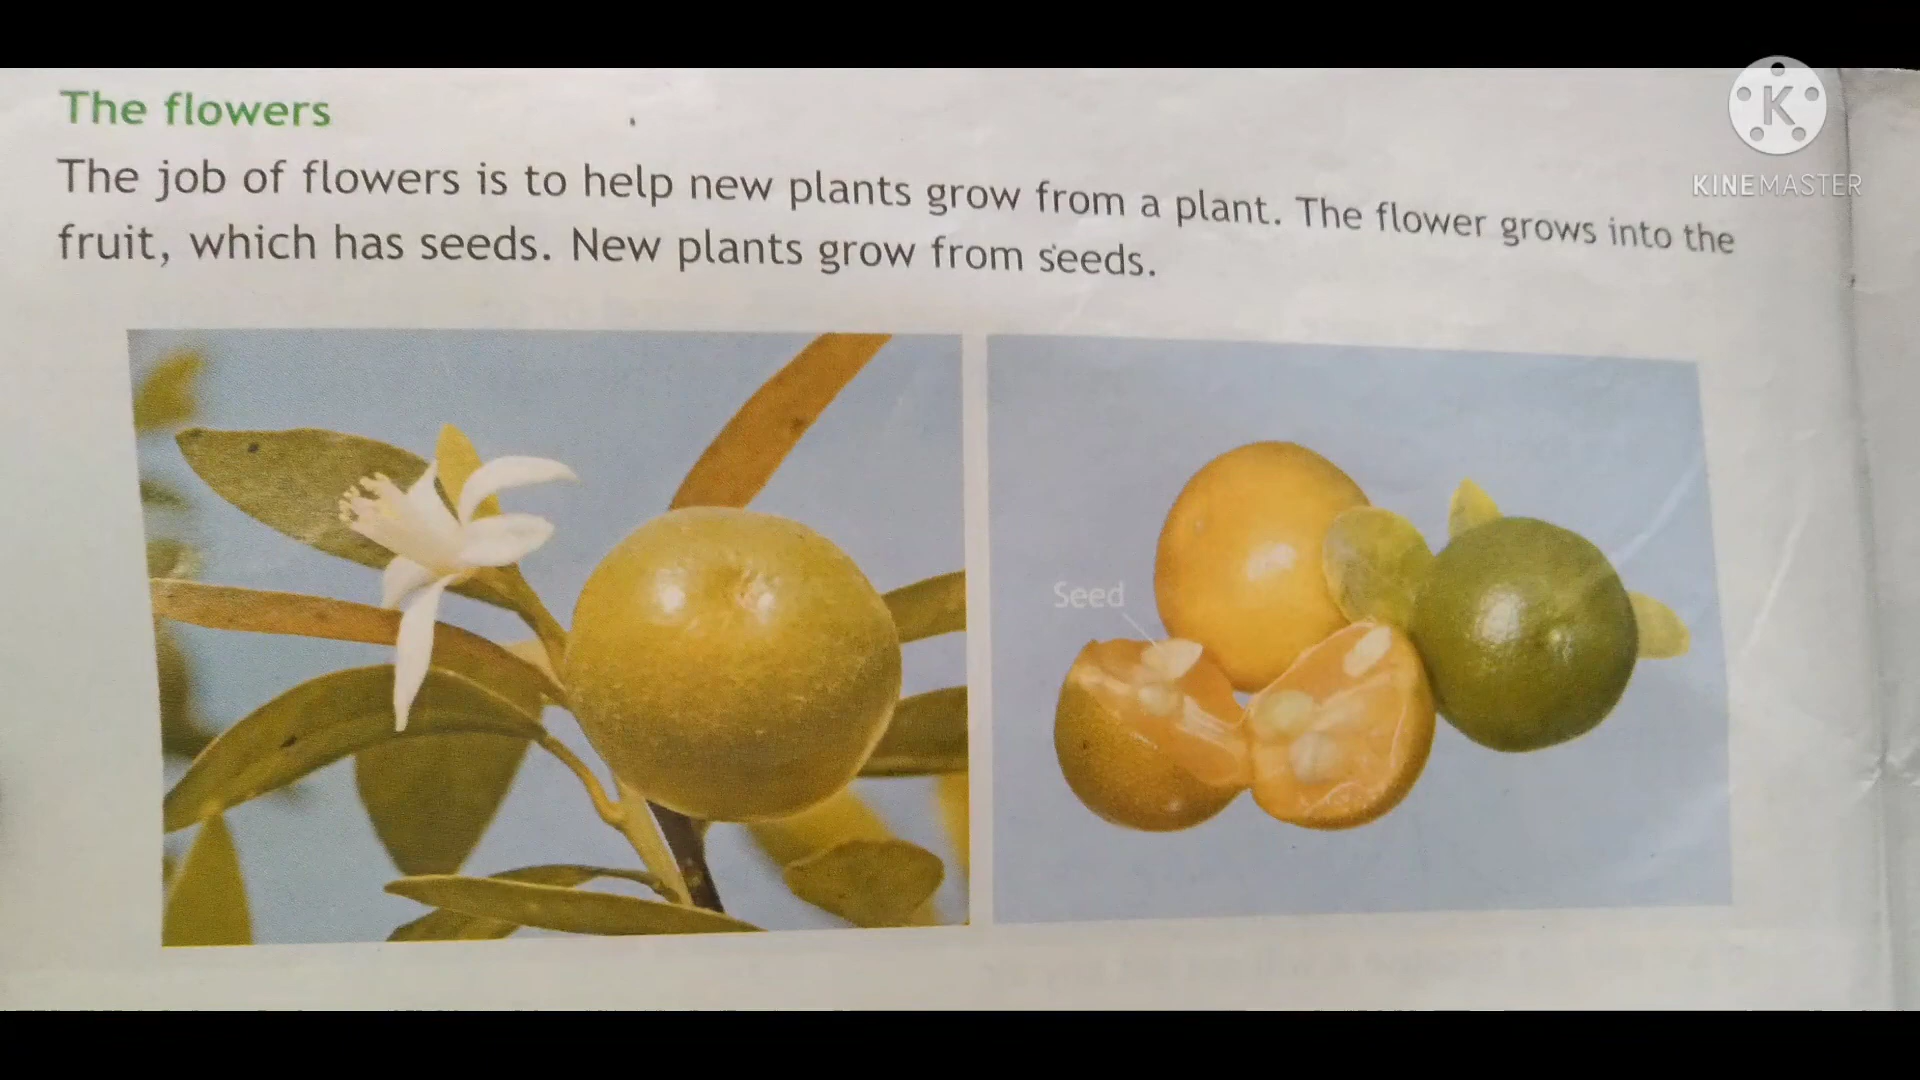 The flowers
The job of flowers is to help new plants grow from a plant. The flower grows into the
fruit, which has seeds. New plants grow from seeds.
Seed
K
KINEMASTER